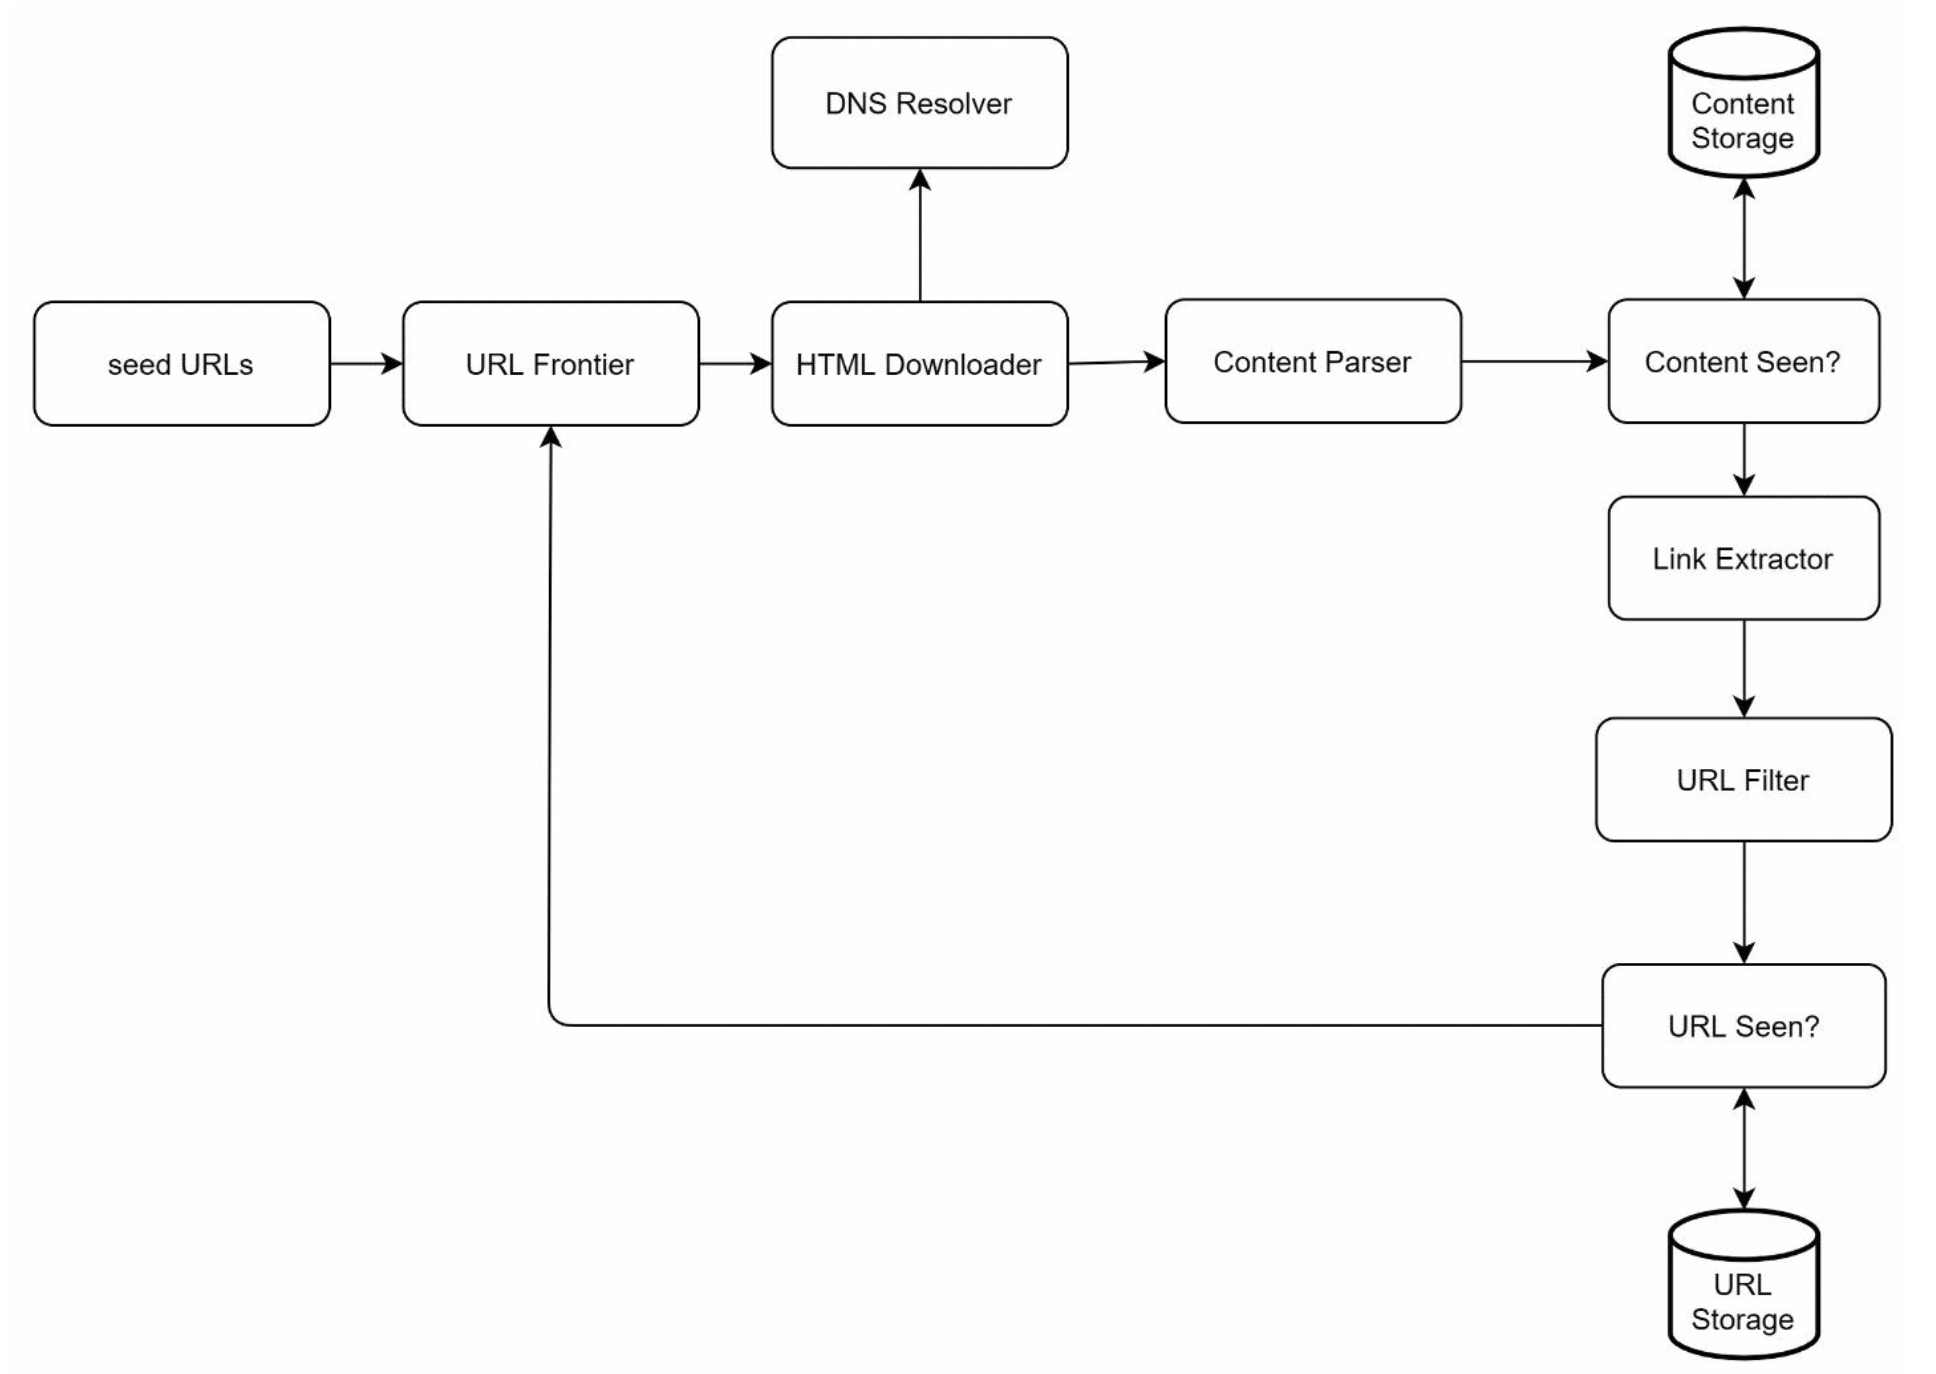 DNS Resolver
Content
Storage
seed URLs
URL Frontier
HTML Downloader
Content Parser
Content Seen?
Link Extractor
URL Filter
URL Seen?
URL
Storage